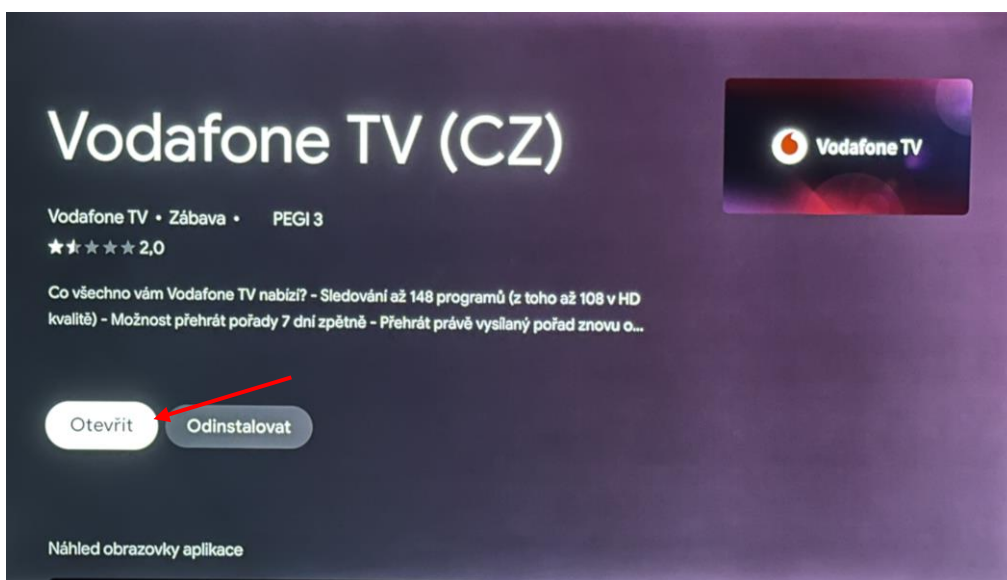 Vodafone TV (CZ)
Vodafone TV
Vodafone TV • Zábava • PEGI 3
2,0
Co všechno vám Vodafone TV nabízí? - Sledování až 148 programů (z toho až 108 v HD
kvalitě) - Možnost přehrát pořady 7 dní zpětně - Přehrát právě vysílaný pořad znovu o...
Otevřít
Odinstalovat
Náhled obrazovky aplikace